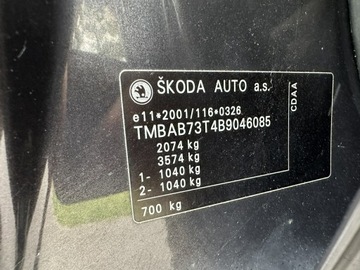 ŠKODA AUTO a.s.
e11*2001/116*0326
TMBAB73T4B9046085
2074 kg
3574 kg
1- 1040 kg
2- 1040 kg
700 kg
CDAA